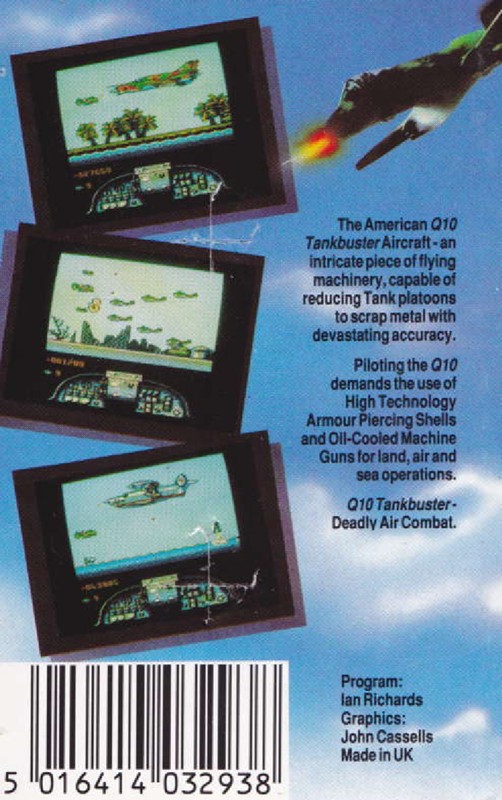 The American Q10
Tankbuster Aircraft - an
intricate piece of flying
machinery, capable of
reducing Tank platoons
to scrap metal with
devastating accuracy.
Piloting the Q10
demands the use of
High Technology
Armour Piercing Shells
and Oil-Cooled Machine
Guns for land, air and
sea operations.
Q10 Tankbuster -
Deadly Air Combat.
Program:
Ian Richards
Graphics:
John Cassells
Made in UK
5 016414 032938